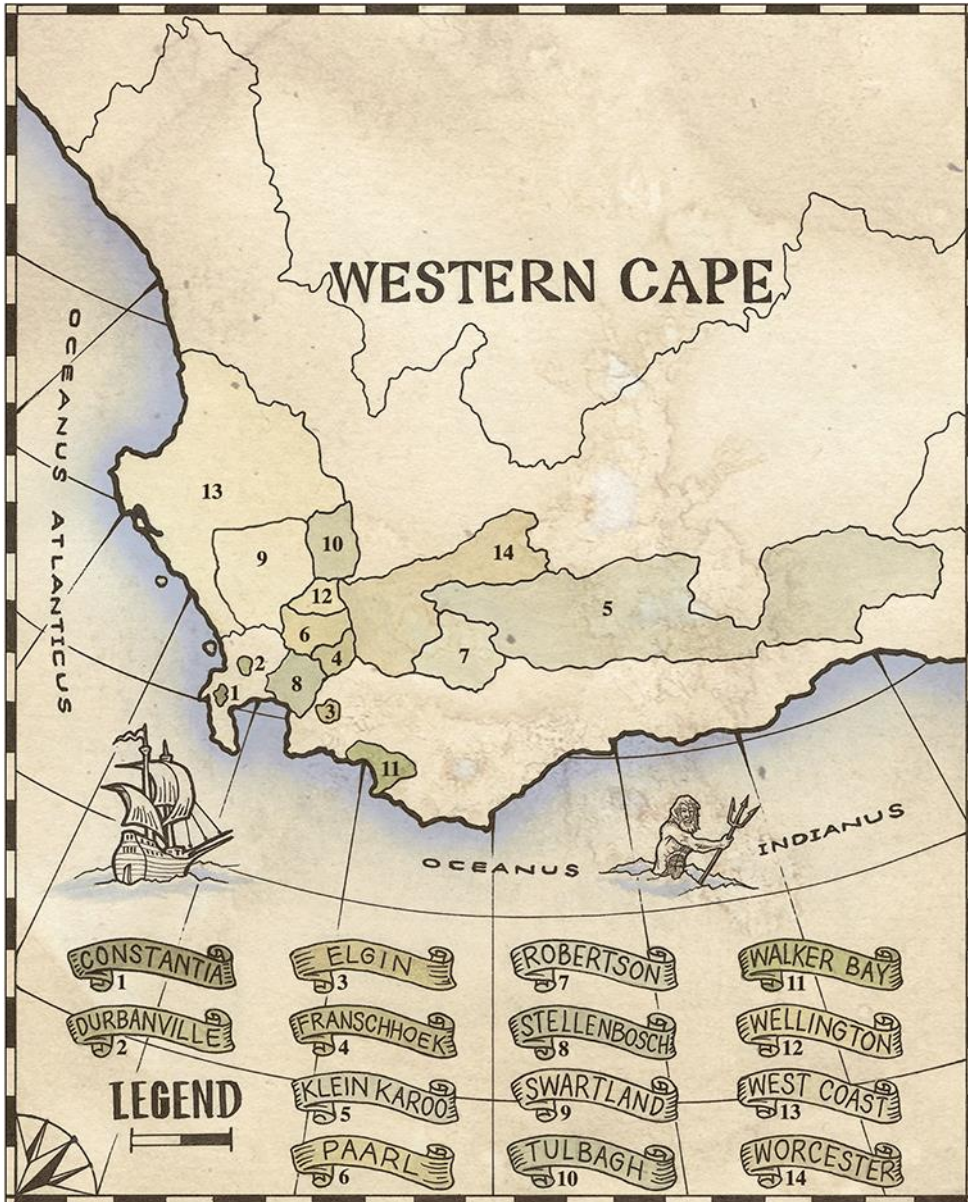 WESTERN CAPE
OCEANUS ATLANTICUS
13
9
10
14
12
5
6
4
7
2
8
1
3
11
OCEANUS INDIANUS
CONSTANTIA
1
DURBANVILLE
2
LEGEND
ELGIN
3
FRANSCHHOEK
4
KLEIN KAROO
5
PAARL
6
ROBERTSON
7
STELLENBOSCH
8
SWARTLAND
9
TULBAGH
10
WALKER BAY
11
WELLINGTON
12
WEST COAST
13
WORCESTER
14